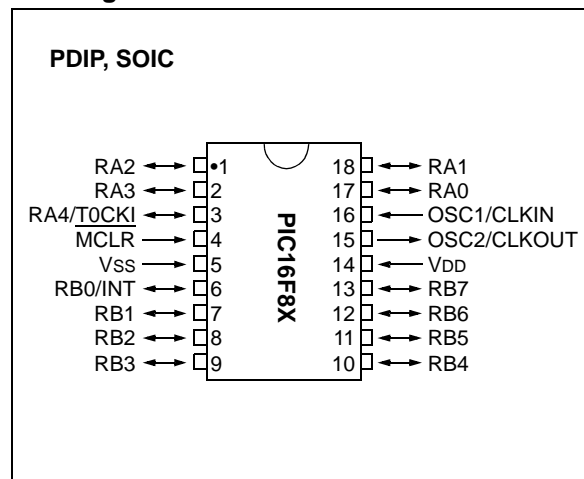 PDIP, SOIC
RA2 •1 18 RA1
RA3 2 17 RA0
RA4/T0CKI 3 16 OSC1/CLKIN
MCLR 4 15 OSC2/CLKOUT
VSS 5 14 VDD
RB0/INT 6 13 RB7
RB1 7 12 RB6
RB2 8 11 RB5
RB3 9 10 RB4
PIC16F8X